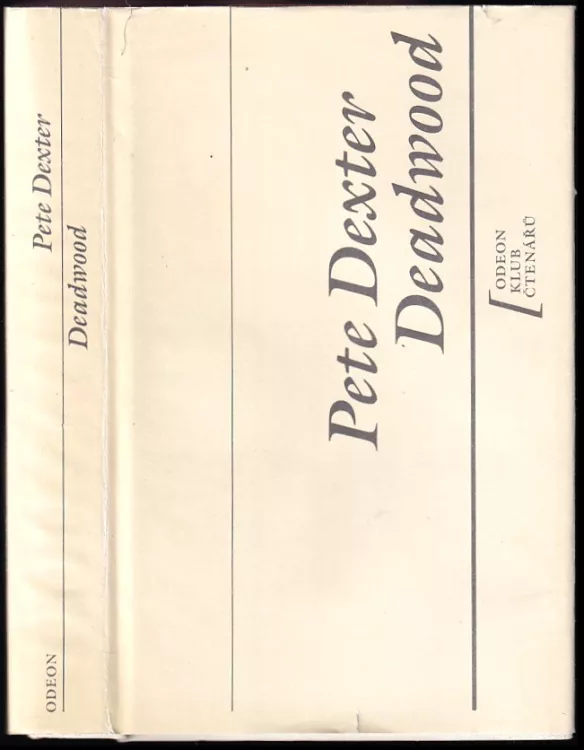 Pete Dexter
Deadwood
ODEON
KLUB
ČTENÁŘŮ
ODEON
Pete Dexter
Deadwood